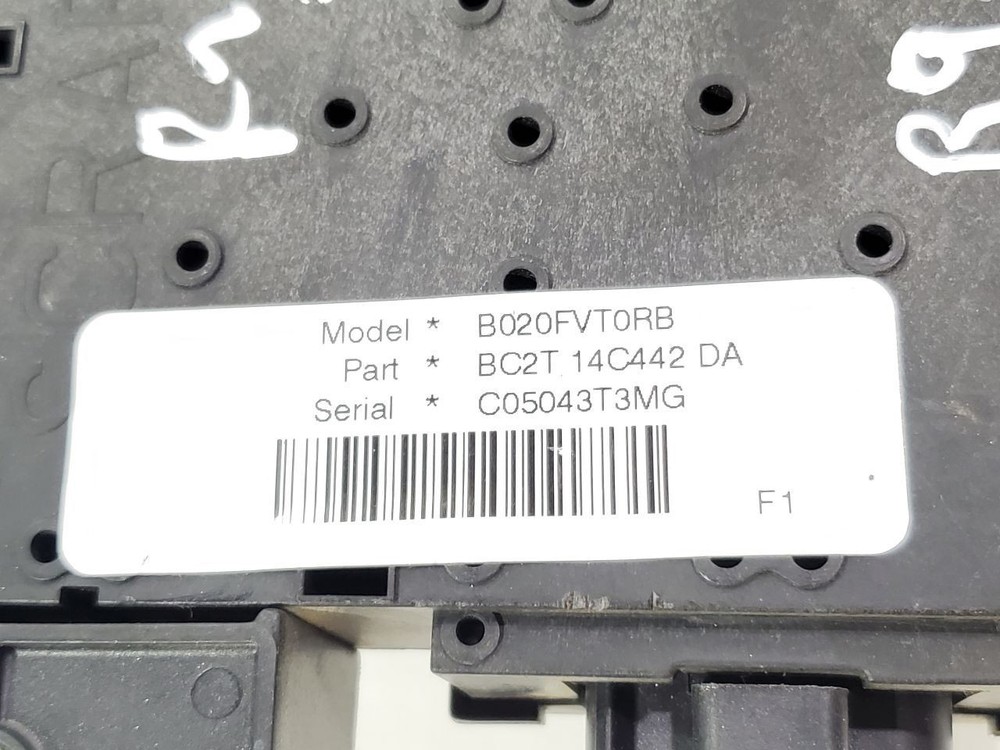 Model * B020FVT0RB
Part * BC2T 14C442 DA
Serial * C05043T3MG
F1